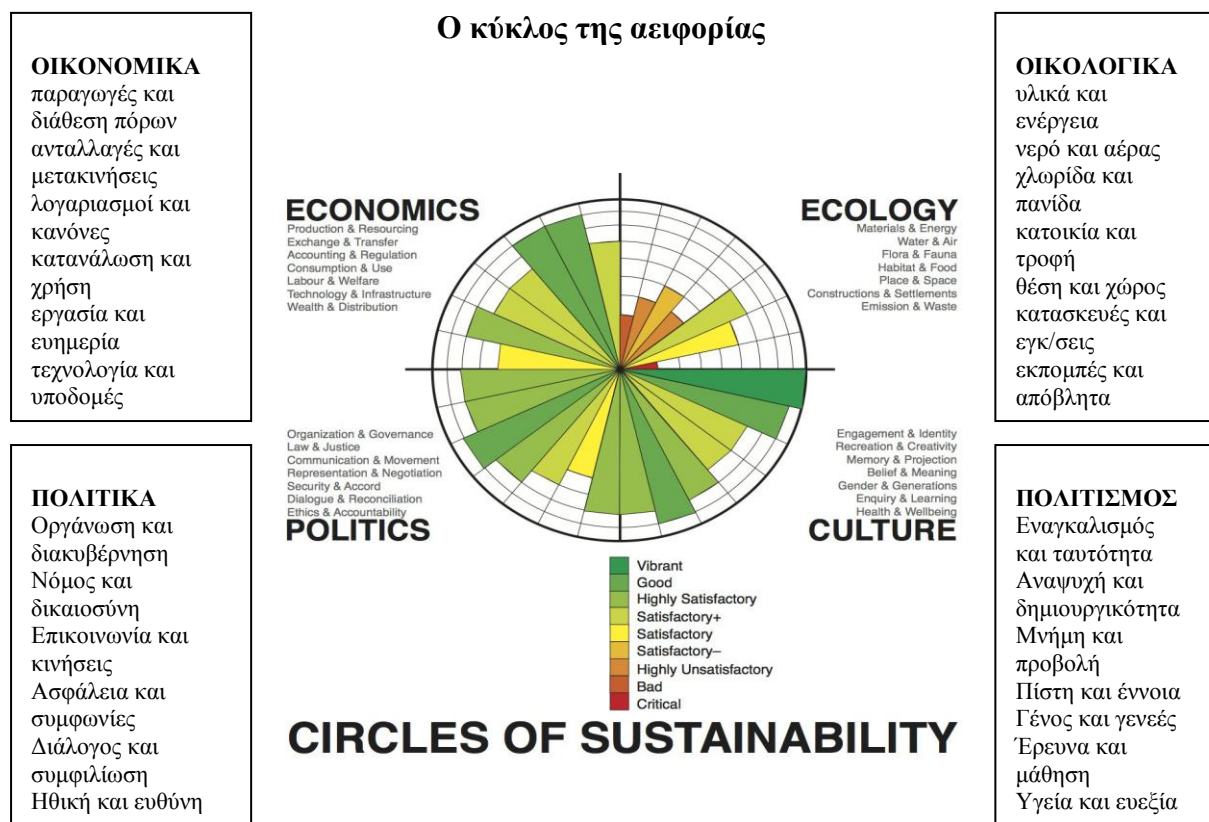 Ο κύκλος της αειφορίας
ΟΙΚΟΝΟΜΙΚΑ
παραγωγές και
διάθεση πόρων
ανταλλαγές και
μετακινήσεις
λογαριασμοί και
κανόνες
κατανάλωση και
χρήση
εργασία και
ευημερία
τεχνολογία και
υποδομές
ΟΙΚΟΛΟΓΙΚΑ
υλικά και
ενέργεια
νερό και αέρας
χλωρίδα και
πανίδα
κατοικία και
τροφή
θέση και χώρος
κατασκευές και
εγκ/σεις
εκπομπές και
απόβλητα
ECONOMICS
Production & Resourcing
Exchange & Transfer
Accounting & Regulation
Consumption & Use
Labour & Welfare
Technology & Infrastructure
Wealth & Distribution
ECOLOGY
Materials & Energy
Water & Air
Flora & Fauna
Habitat & Food
Place & Space
Constructions & Settlements
Emission & Waste
Organization & Governance
Law & Justice
Communication & Movement
Representation & Negotiation
Security & Accord
Dialogue & Reconciliation
Ethics & Accountability
POLITICS
Engagement & Identity
Recreation & Creativity
Memory & Projection
Belief & Meaning
Gender & Generations
Enquiry & Learning
Health & Wellbeing
CULTURE
Vibrant
Good
Highly Satisfactory
Satisfactory+
Satisfactory
Satisfactory–
Highly Unsatisfactory
Bad
Critical
CIRCLES OF SUSTAINABILITY
ΠΟΛΙΤΙΚΑ
Οργάνωση και
διακυβέρνηση
Νόμος και
δικαιοσύνη
Επικοινωνία και
κινήσεις
Ασφάλεια και
συμφωνίες
Διάλογος και
συμφιλίωση
Ηθική και ευθύνη
ΠΟΛΙΤΙΣΜΟΣ
Εναγκαλισμός
και ταυτότητα
Αναψυχή και
δημιουργικότητα
Μνήμη και
προβολή
Πίστη και έννοια
Γένος και γενεές
Έρευνα και
μάθηση
Υγεία και ευεξία